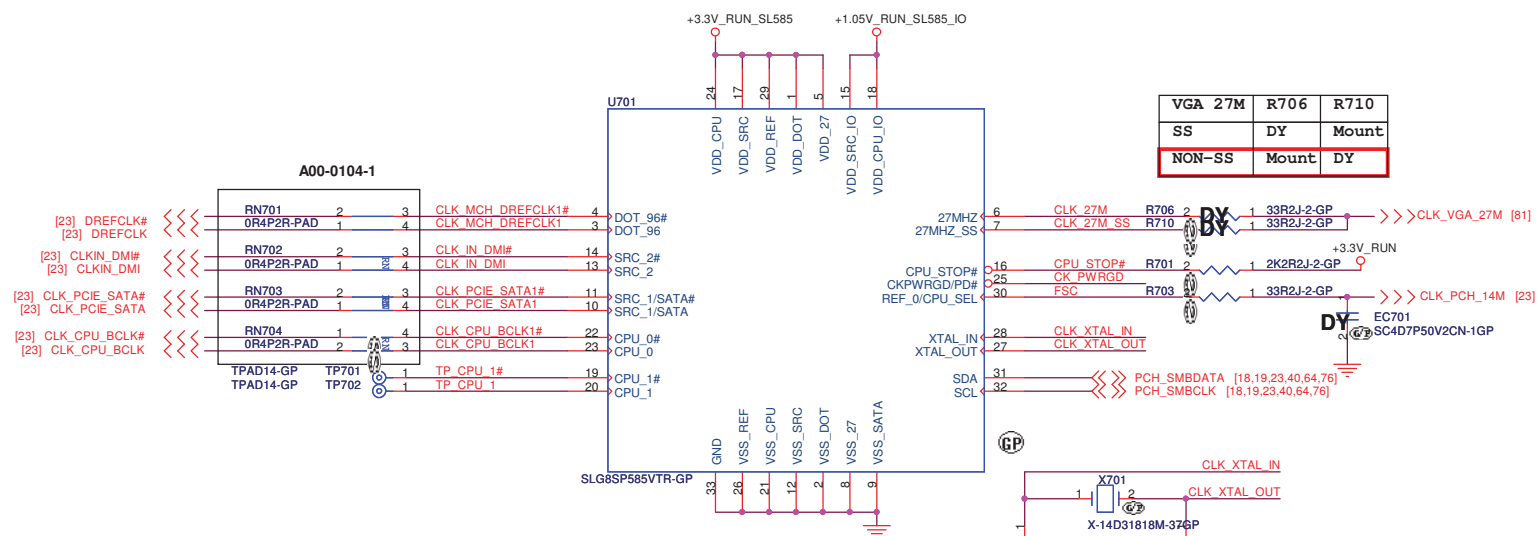 +3.3V_RUN_SL585
+1.05V_RUN_SL585_IO
24
17
29
1
5
15
18
U701
VDD_CPU
VDD_SRC
VDD_REF
VDD_DOT
VDD_27
VDD_SRC_IO
VDD_CPU_IO
VGA 27M R706 R710
SS DY Mount
NON-SS Mount DY
A00-0104-1
[23] DREFCLK# RN701 2 3 CLK_MCH_DREFCLK1# 4 DOT_96#
[23] DREFCLK 0R4P2R-PAD 1 4 CLK_MCH_DREFCLK1 3 DOT_96
[23] CLKIN_DMI# RN702 2 3 CLK_IN_DMI# 14 SRC_2#
[23] CLKIN_DMI 0R4P2R-PAD 1 4 CLK_IN_DMI 13 SRC_2
[23] CLK_PCIE_SATA# RN703 2 3 CLK_PCIE_SATA1# 11 SRC_1/SATA#
[23] CLK_PCIE_SATA 0R4P2R-PAD 1 4 CLK_PCIE_SATA1 10 SRC_1/SATA
[23] CLK_CPU_BCLK# RN704 1 4 CLK_CPU_BCLK1# 22 CPU_0#
[23] CLK_CPU_BCLK 0R4P2R-PAD 2 3 CLK_CPU_BCLK1 23 CPU_0
TPAD14-GP TP701 1 TP_CPU_1# 19 CPU_1#
TPAD14-GP TP702 1 TP_CPU_1 20 CPU_1
27MHZ 6 CLK_27M R706 2 DY 1 33R2J-2-GP CLK_VGA_27M [81]
27MHZ_SS 7 CLK_27M_SS R710 DY 1 33R2J-2-GP
+3.3V_RUN
CPU_STOP# 16 CPU_STOP# R701 2 1 2K2R2J-2-GP
CKPWRGD/PD# 25 CK_PWRGD
REF_0/CPU_SEL 30 FSC R703 1 33R2J-2-GP CLK_PCH_14M [23]
DY
EC701
SC4D7P50V2CN-1GP
XTAL_IN 28 CLK_XTAL_IN
XTAL_OUT 27 CLK_XTAL_OUT
SDA 31 PCH_SMBDATA [18,19,23,40,64,76]
SCL 32 PCH_SMBCLK [18,19,23,40,64,76]
GND
VSS_REF
VSS_CPU
VSS_SRC
VSS_DOT
VSS_27
VSS_SATA
GP
SLG8SP585VTR-GP
33
26
21
12
2
8
9
CLK_XTAL_IN
X701
1 2 CLK_XTAL_OUT
X-14D31818M-37GP
1